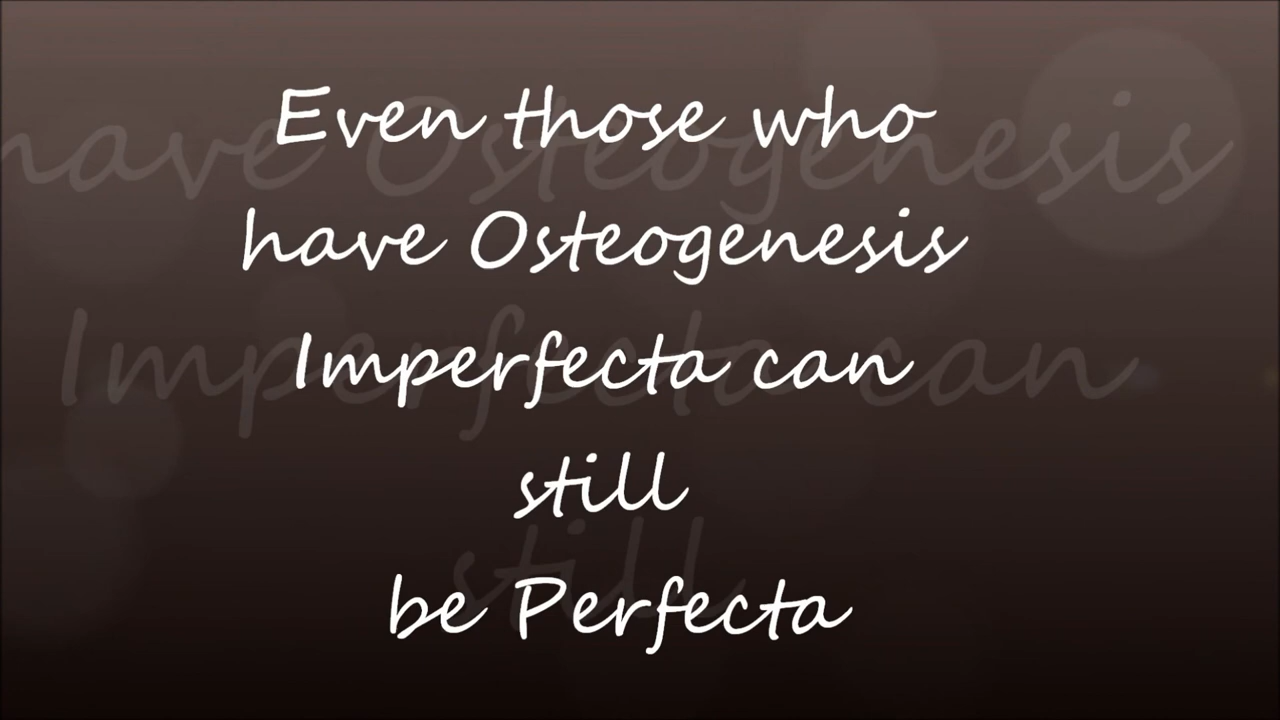 Even those who
have Osteogenesis
Imperfecta can
still
be Perfecta